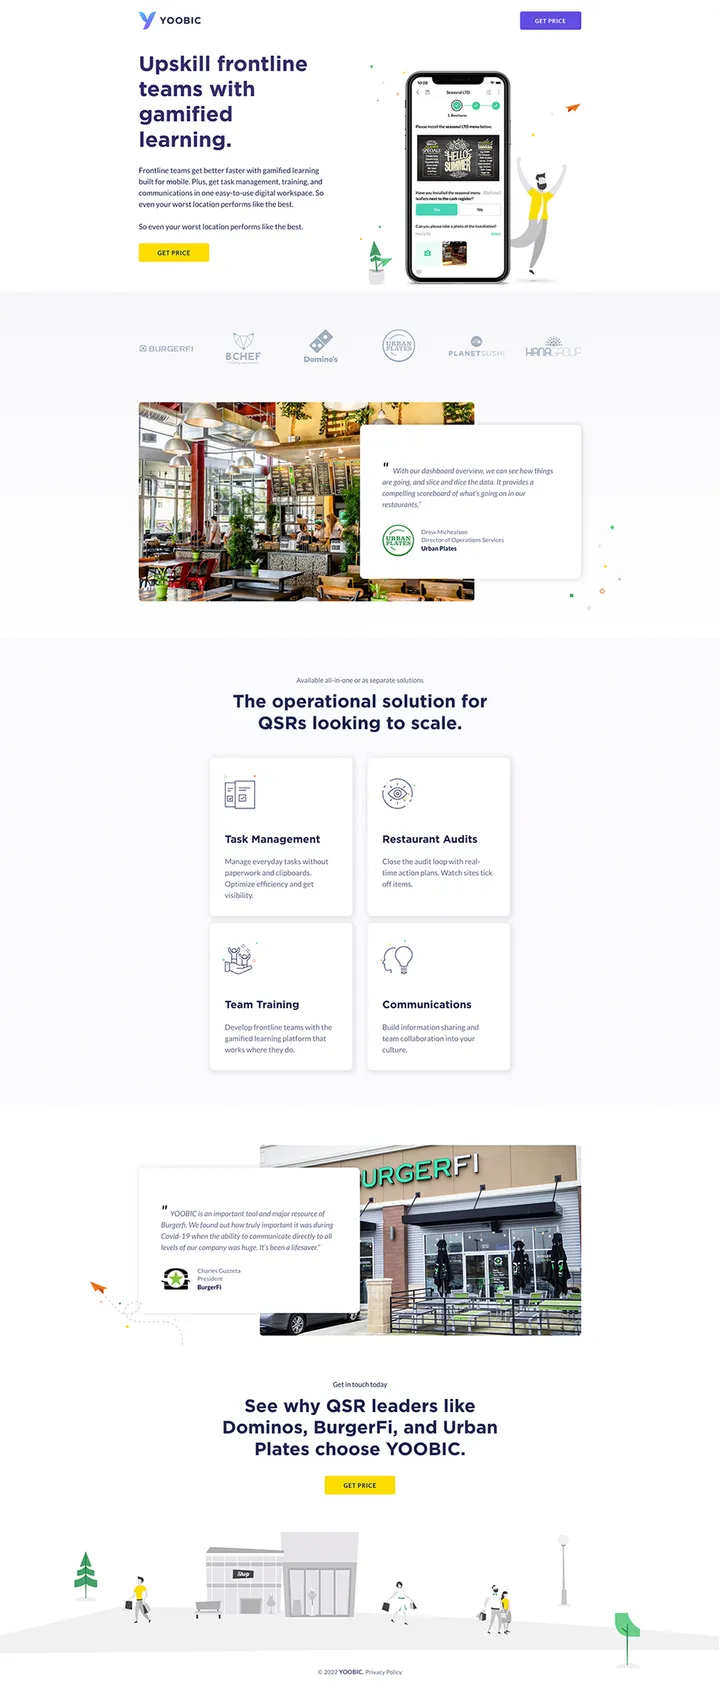 YOOBIC
GET PRICE
Upskill frontline
teams with
gamified
learning.
Frontline teams get better faster with gamified learning
built for mobile. Plus, get task management, training, and
communications in one easy-to-use digital workspace. So
even your worst location performs like the best.
So even your worst location performs like the best.
GET PRICE
10:28
Seasonal LTO
1. Brochures
Please install the seasonal LTO menu below:
SPECIALS
HELLO
SUMMER
Have you installed the seasonal menu
leaflets next to the cash register?
Yes
No
Can you please take a photo of the installation?
BURGERFI
BCHEF
Domino's
URBAN
PLATES
PLANETSUSHI
HANAGROUP
" With our dashboard overview, we can see how things
are going, and slice and dice the data. It provides a
compelling scoreboard of what's going on in our
restaurants."
URBAN
PLATES
Drew Michealson
Director of Operations Services
Urban Plates
Available all-in-one or as separate solutions
The operational solution for
QSRs looking to scale.
Task Management
Manage everyday tasks without
paperwork and clipboards.
Optimize efficiency and get
visibility.
Restaurant Audits
Close the audit loop with real-
time action plans. Watch sites tick
off items.
Team Training
Develop frontline teams with the
gamified learning platform that
works where they do.
Communications
Build information sharing and
team collaboration into your
culture.
BURGERFI
" YOOBIC is an important tool and major resource of
Burgerfi. We found out how truly important it was during
Covid-19 when the ability to communicate directly to all
levels of our company was huge. It's been a lifesaver."
Charles Guzzeta
President
BurgerFi
Get in touch today
See why QSR leaders like
Dominos, BurgerFi, and Urban
Plates choose YOOBIC.
GET PRICE
Shop
© 2022 YOOBIC. Privacy Policy